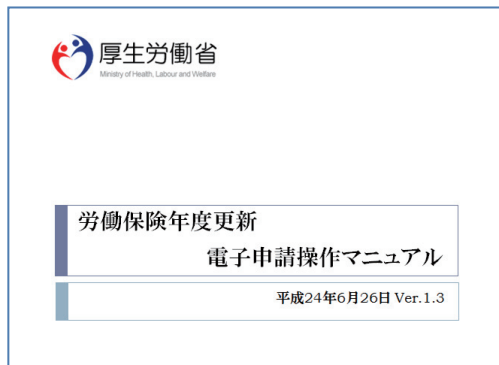 厚生労働省
Ministry of Health, Labour and Welfare
労働保険年度更新
電子申請操作マニュアル
平成24年6月26日 Ver.1.3